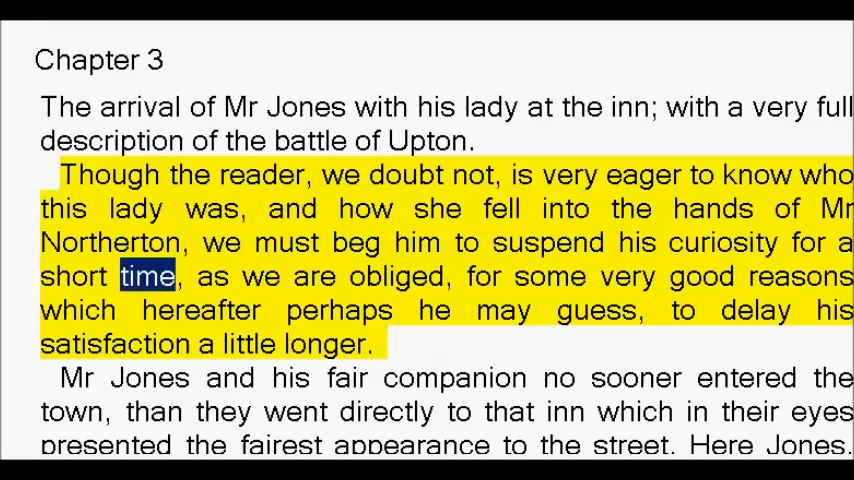 Chapter 3
The arrival of Mr Jones with his lady at the inn; with a very full
description of the battle of Upton.
Though the reader, we doubt not, is very eager to know who
this lady was, and how she fell into the hands of Mr
Northerton, we must beg him to suspend his curiosity for a
short time, as we are obliged, for some very good reasons
which hereafter perhaps he may guess, to delay his
satisfaction a little longer.
Mr Jones and his fair companion no sooner entered the
town, than they went directly to that inn which in their eyes
presented the fairest appearance to the street. Here Jones,